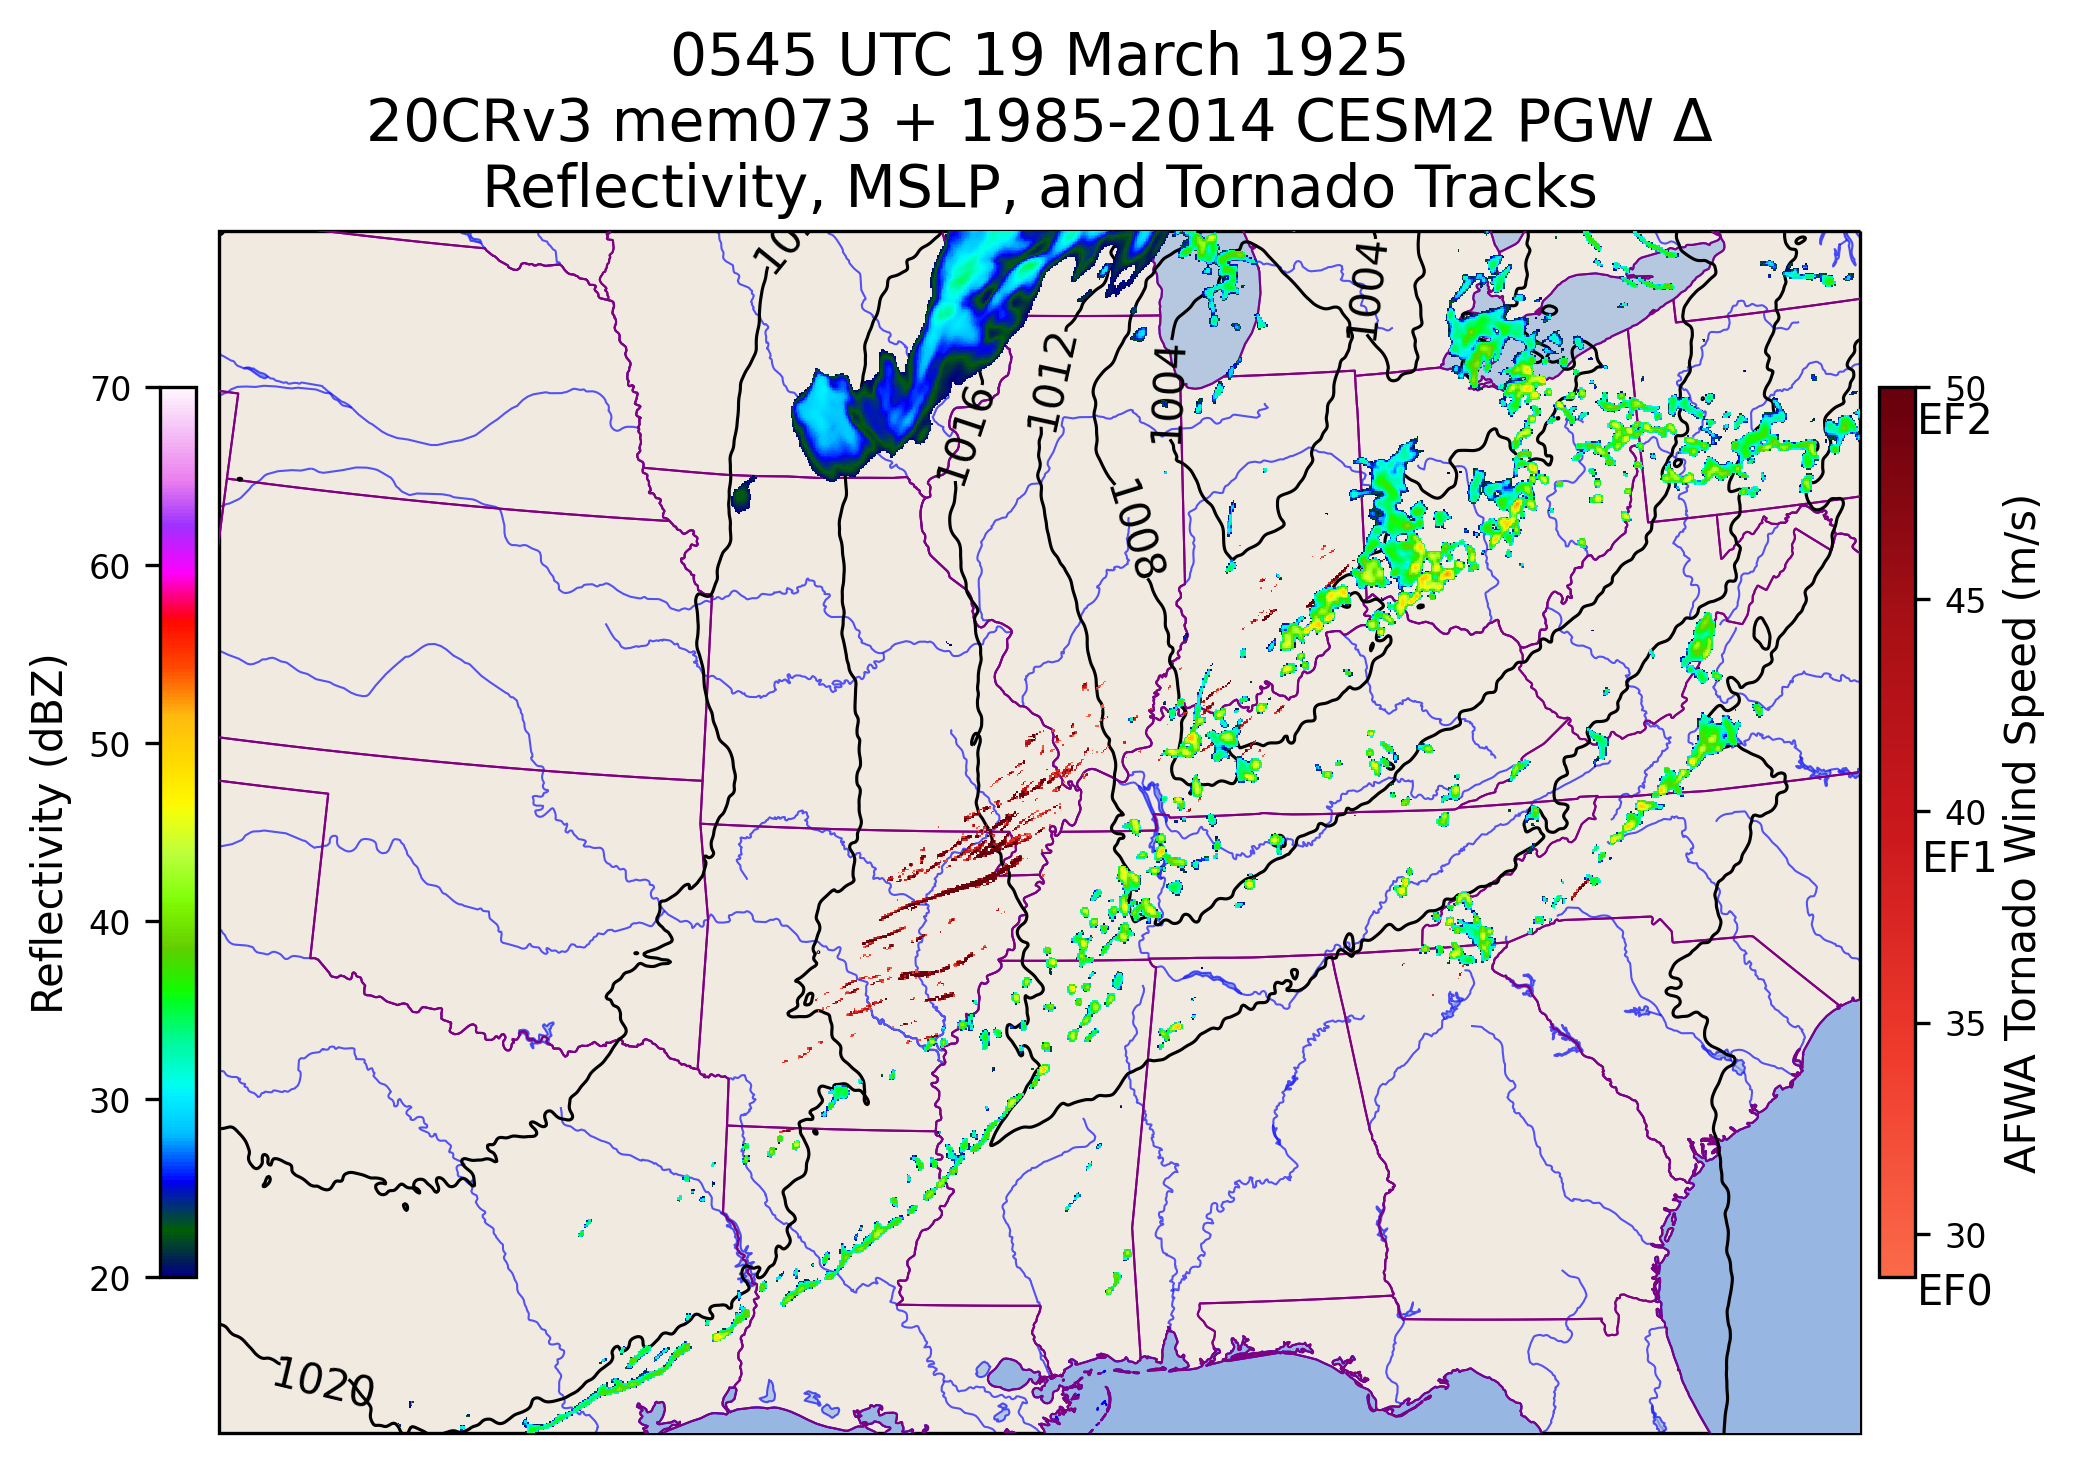 0545 UTC 19 March 1925
20CRv3 mem073 + 1985-2014 CESM2 PGW Δ
Reflectivity, MSLP, and Tornado Tracks
70
60
50
40
30
20
Reflectivity (dBZ)
1004
1012
1004
1016
1008
1020
50
EF2
45
40
EF1
35
30
EF0
AFWA Tornado Wind Speed (m/s)